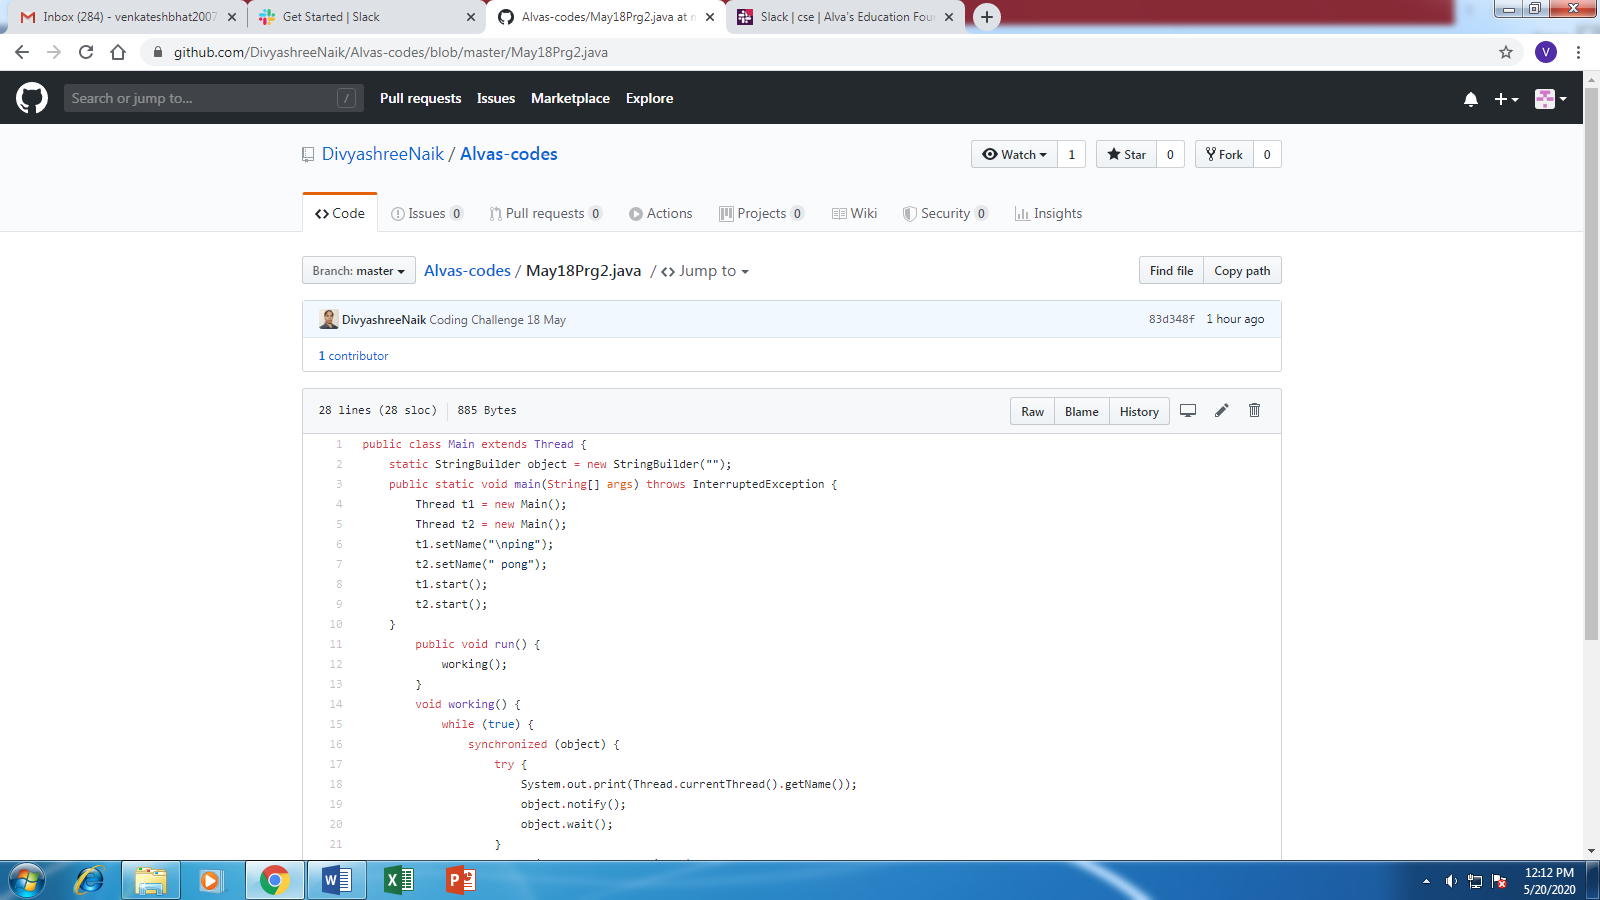 Inbox (284) - venkateshbhat2007
Get Started | Slack
Alvas-codes/May18Prg2.java at
Slack | cse | Alva's Education Fou
github.com/DivyashreeNaik/Alvas-codes/blob/master/May18Prg2.java
V
Search or jump to... /
Pull requests Issues Marketplace Explore
DivyashreeNaik / Alvas-codes
Watch 1 Star 0 Fork 0
Code Issues 0 Pull requests 0 Actions Projects 0 Wiki Security 0 Insights
Branch: master Alvas-codes / May18Prg2.java / <> Jump to Find file Copy path
DivyashreeNaik Coding Challenge 18 May 83d348f 1 hour ago
1 contributor
28 lines (28 sloc) 885 Bytes Raw Blame History
1 public class Main extends Thread {
2 static StringBuilder object = new StringBuilder("");
3 public static void main(String[] args) throws InterruptedException {
4 Thread t1 = new Main();
5 Thread t2 = new Main();
6 t1.setName("\nping");
7 t2.setName(" pong");
8 t1.start();
9 t2.start();
10 }
11 public void run() {
12 working();
13 }
14 void working() {
15 while (true) {
16 synchronized (object) {
17 try {
18 System.out.print(Thread.currentThread().getName());
19 object.notify();
20 object.wait();
21 }
12:12 PM
5/20/2020